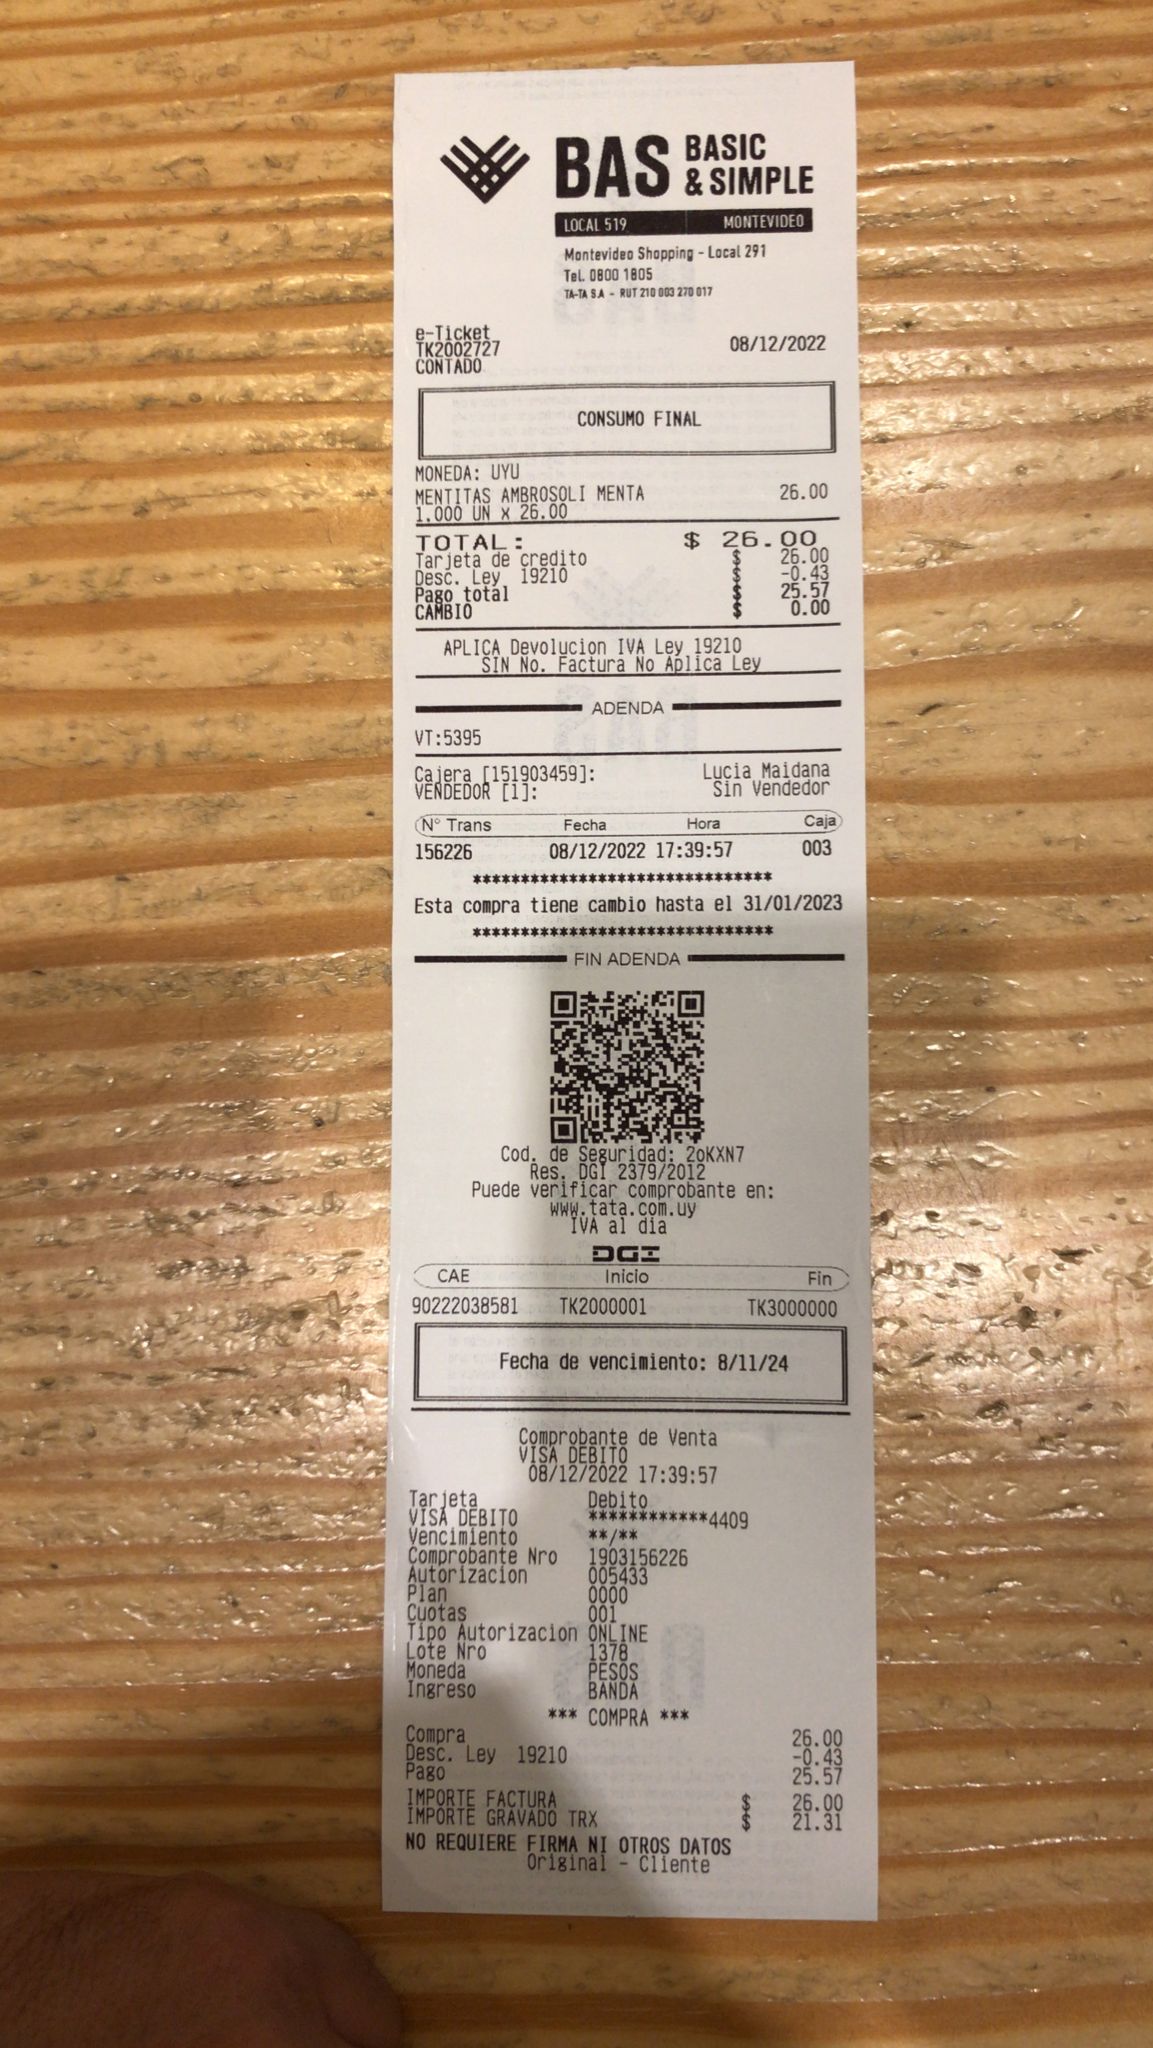 BAS BASIC & SIMPLE
LOCAL 519 MONTEVIDEO
Montevideo Shopping - Local 291
Tel. 0800 1805
TA-TA S.A - RUT 210 003 270 017
e-Ticket
TK2002727 08/12/2022
CONTADO
CONSUMO FINAL
MONEDA: UYU
MENTITAS AMBROSOLI MENTA 26.00
1.000 UN x 26.00
TOTAL: $ 26.00
Tarjeta de credito $ 26.00
Desc. Ley 19210 $ -0.43
Pago total $ 25.57
CAMBIO $ 0.00
APLICA Devolucion IVA Ley 19210
SIN No. Factura No Aplica Ley
ADENDA
VT:5395
Cajera [151903459]: Lucia Maidana
VENDEDOR [1]: Sin Vendedor
N° Trans Fecha Hora Caja
156226 08/12/2022 17:39:57 003
*******************************
Esta compra tiene cambio hasta el 31/01/2023
*******************************
FIN ADENDA
Cod. de Seguridad: 2oKXN7
Res. DGI 2379/2012
Puede verificar comprobante en:
www.tata.com.uy
IVA al dia
DGI
CAE Inicio Fin
90222038581 TK2000001 TK3000000
Fecha de vencimiento: 8/11/24
Comprobante de Venta
VISA DEBITO
08/12/2022 17:39:57
Tarjeta Debito
VISA DEBITO ************4409
Vencimiento **/**
Comprobante Nro 1903156226
Autorizacion 005433
Plan 0000
Cuotas 001
Tipo Autorizacion ONLINE
Lote Nro 1378
Moneda PESOS
Ingreso BANDA
*** COMPRA ***
Compra 26.00
Desc. Ley 19210 -0.43
Pago 25.57
IMPORTE FACTURA $ 26.00
IMPORTE GRAVADO TRX $ 21.31
NO REQUIERE FIRMA NI OTROS DATOS
Original - Cliente